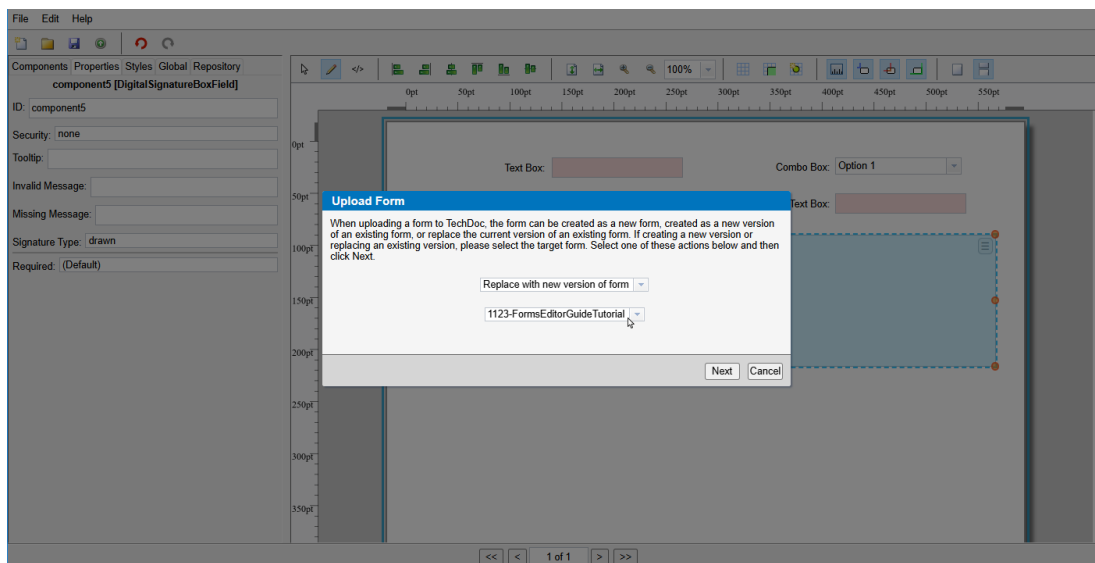 File Edit Help
Components Properties Styles Global Repository
component5 [DigitalSignatureBoxField]
ID: component5
Security: none
Tooltip:
Invalid Message:
Missing Message:
Signature Type: drawn
Required: (Default)
</> 100%
0pt 50pt 100pt 150pt 200pt 250pt 300pt 350pt 400pt 450pt 500pt 550pt
0pt
50pt
100pt
150pt
200pt
250pt
300pt
350pt
Text Box: Combo Box: Option 1
Text Box:
Upload Form
When uploading a form to TechDoc, the form can be created as a new form, created as a new version
of an existing form, or replace the current version of an existing form. If creating a new version or
replacing an existing version, please select the target form. Select one of these actions below and then
click Next.
Replace with new version of form
1123-FormsEditorGuideTutorial
Next Cancel
<< < 1 of 1 > >>